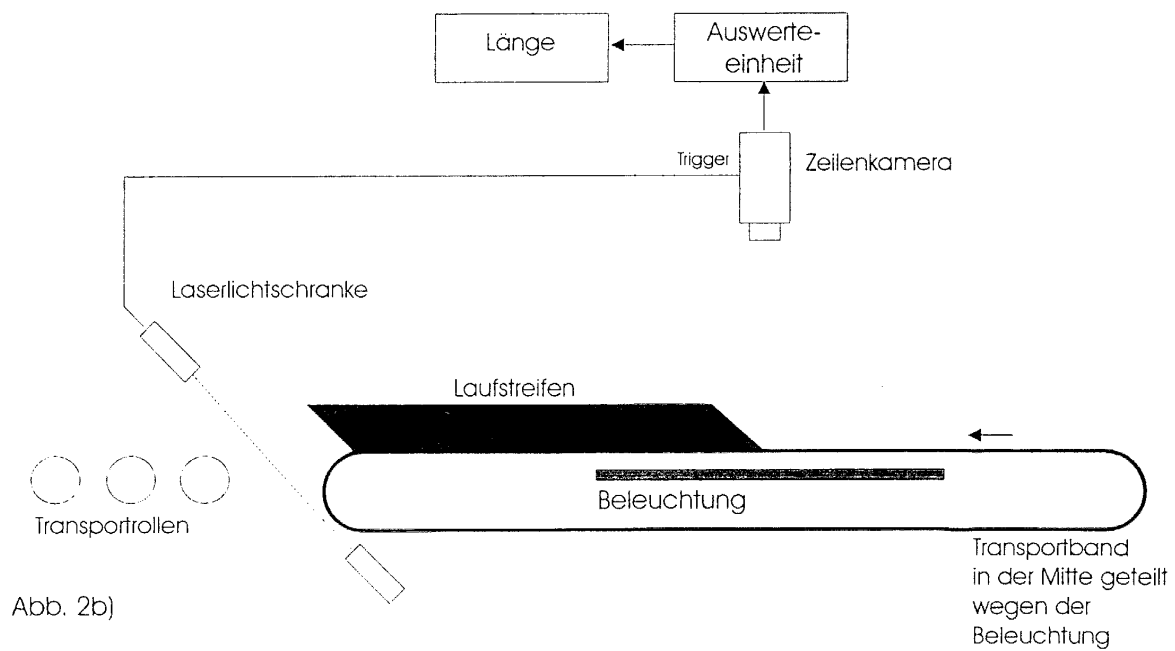 Länge
Auswerte-
einheit
Trigger
Zeilenkamera
Laserlichtschranke
Laufstreifen
Beleuchtung
Transportrollen
Transportband
in der Mitte geteilt
wegen der
Beleuchtung
Abb. 2b)